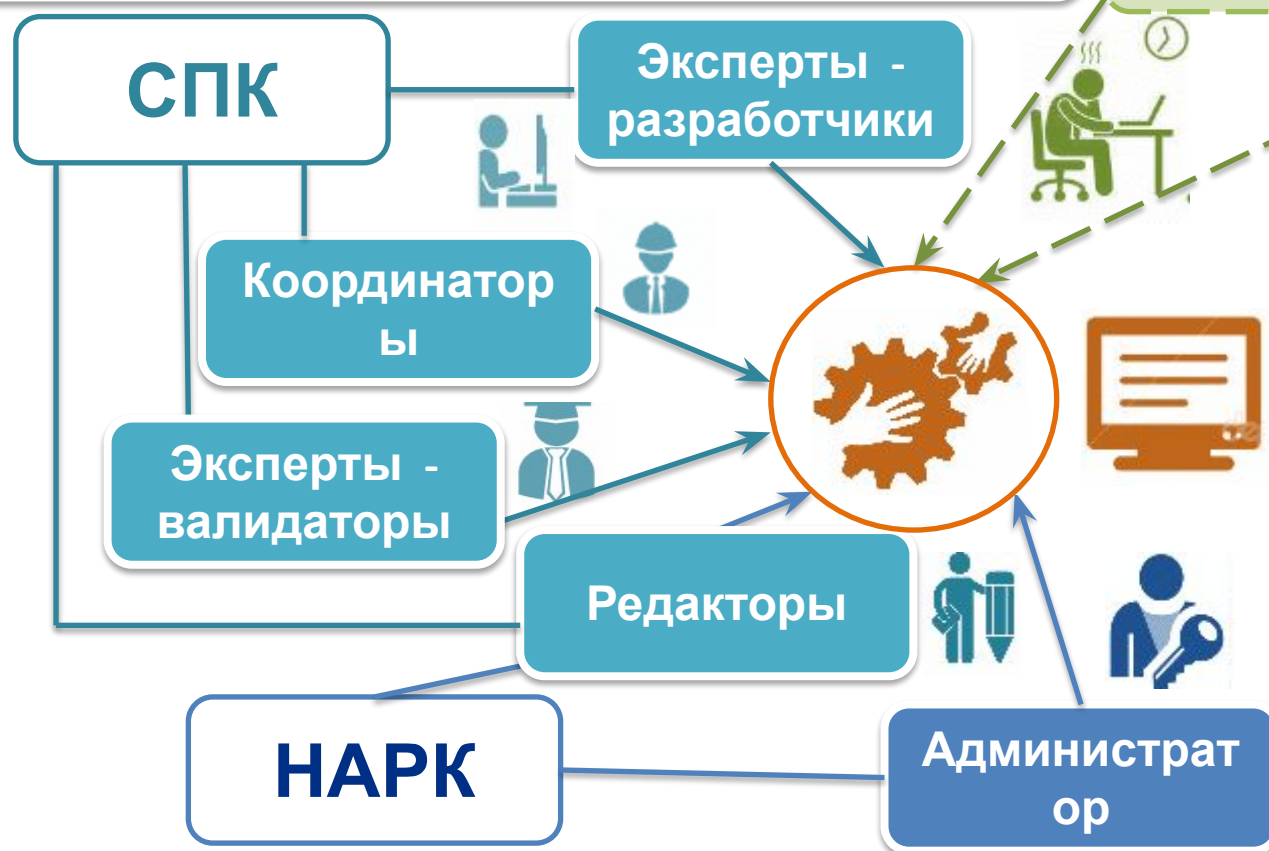 СПК
Эксперты -
разработчики
Координатор
ы
Эксперты -
валидаторы
Редакторы
НАРК
Администрат
ор